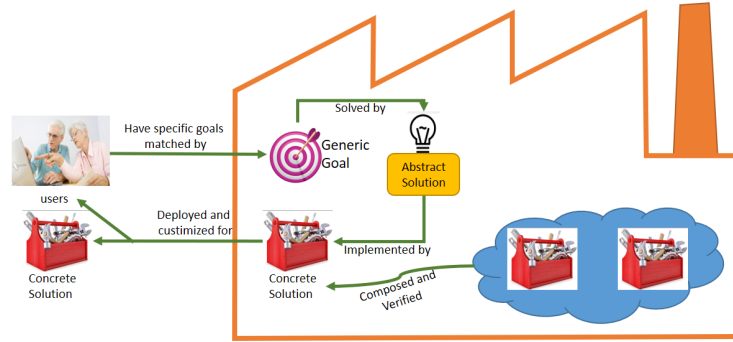 Solved by
Have specific goals
matched by
Generic
Goal
Abstract
Solution
users
Deployed and
custimized for
Implemented by
Concrete
Solution
Concrete
Solution
Composed and
Verified